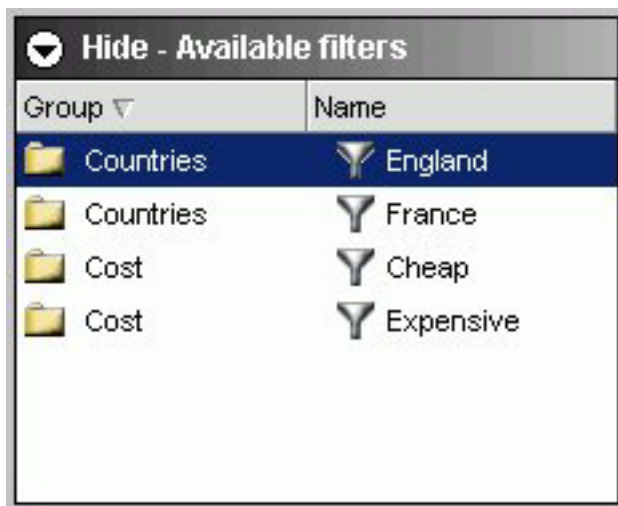 Hide - Available filters
Group Name
Countries England
Countries France
Cost Cheap
Cost Expensive